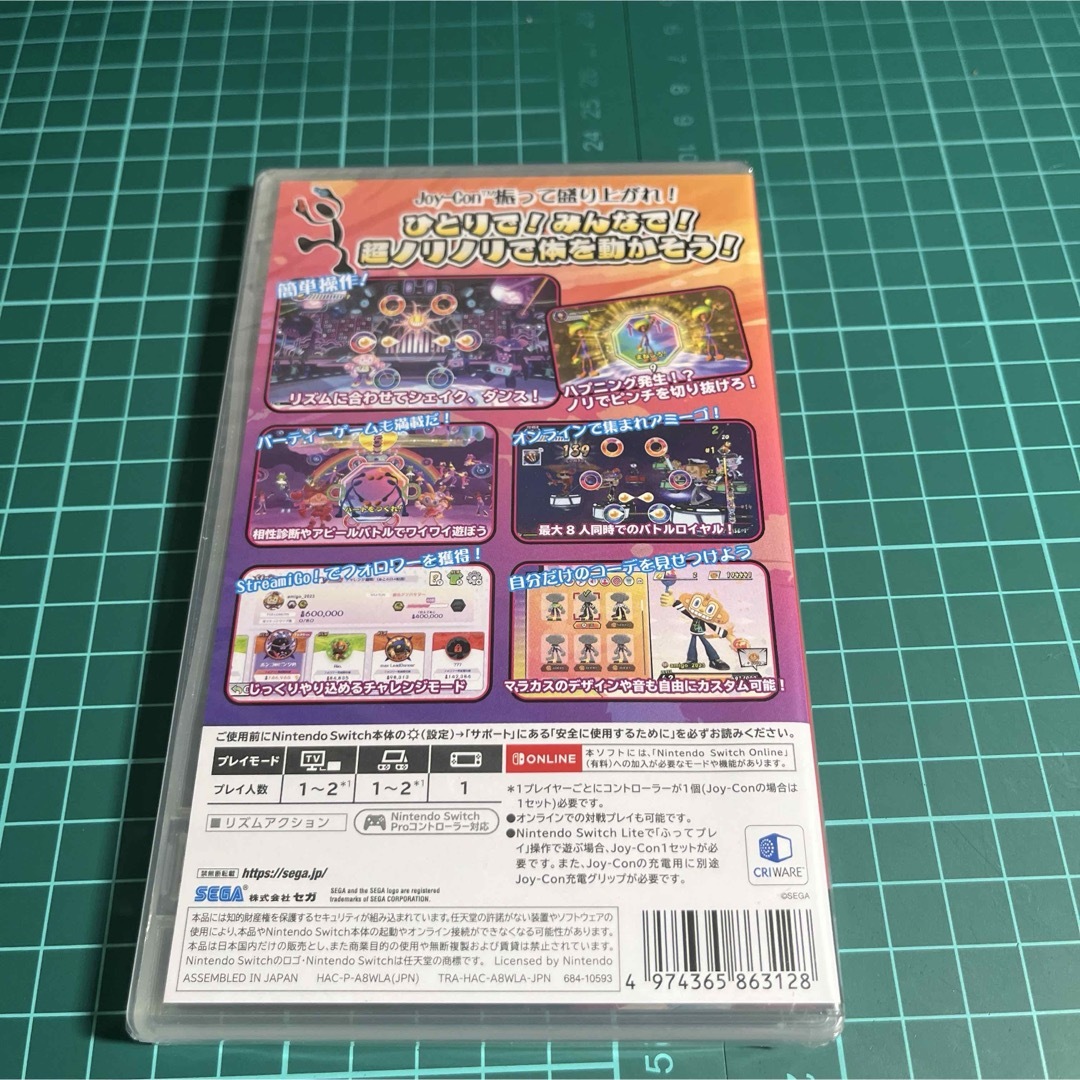 Joy-Con™振って盛り上がれ！
ひとりで！みんなで！
超ノリノリで体を動かそう！
簡単操作！
リズムに合わせてシェイク、ダンス！
ハプニング発生！？
ノリでピンチを切り抜けろ！
パーティーゲームも満載だ！
相性診断やアピールバトルでワイワイ遊ぼう
オンラインで集まれアミーゴ！
最大8人同時でのバトルロイヤル！
StreamiGo！でフォロワーを獲得！
amigo_2023
600,000
600,000
777
じっくりやり込めるチャレンジモード
自分だけのコーデを見せつけよう
amigo_2023
マラカスのデザインや音も自由にカスタム可能！
ご使用前にNintendo Switch本体の(設定)→「サポート」にある「安全に使用するために」を必ずお読みください。
プレイモード
TV
プレイ人数
1～2*1
1～2*1
1
ONLINE
本ソフトには、「Nintendo Switch Online」
(有料)への加入が必要なモードや機能があります。
リズムアクション
Nintendo Switch
Proコントローラー対応
*1プレイヤーごとにコントローラーが1個(Joy-Conの場合は
1セット)必要です。
●オンラインでの対戦プレイも可能です。
●Nintendo Switch Liteで「ふってプレ
イ」操作で遊ぶ場合、Joy-Con1セットが必
要です。また、Joy-Conの充電用に別途
Joy-Con充電グリップが必要です。
CRIWARE
©SEGA
禁無断転載 https://sega.jp/
SEGA® 株式会社 セガ
SEGA and the SEGA logo are registered
trademarks of SEGA CORPORATION.
本品には知的財産権を保護するセキュリティが組み込まれています。任天堂の許諾がない装置やソフトウェアの
使用により、本品やNintendo Switch本体の起動やオンライン接続ができなくなる可能性があります。
本品は日本国内だけの販売とし、また商業目的の使用や無断複製および賃貸は禁止されています。
Nintendo Switchのロゴ・Nintendo Switchは任天堂の商標です。 Licensed by Nintendo
ASSEMBLED IN JAPAN HAC-P-A8WLA(JPN) TRA-HAC-A8WLA-JPN 684-10593
4 974365 863128